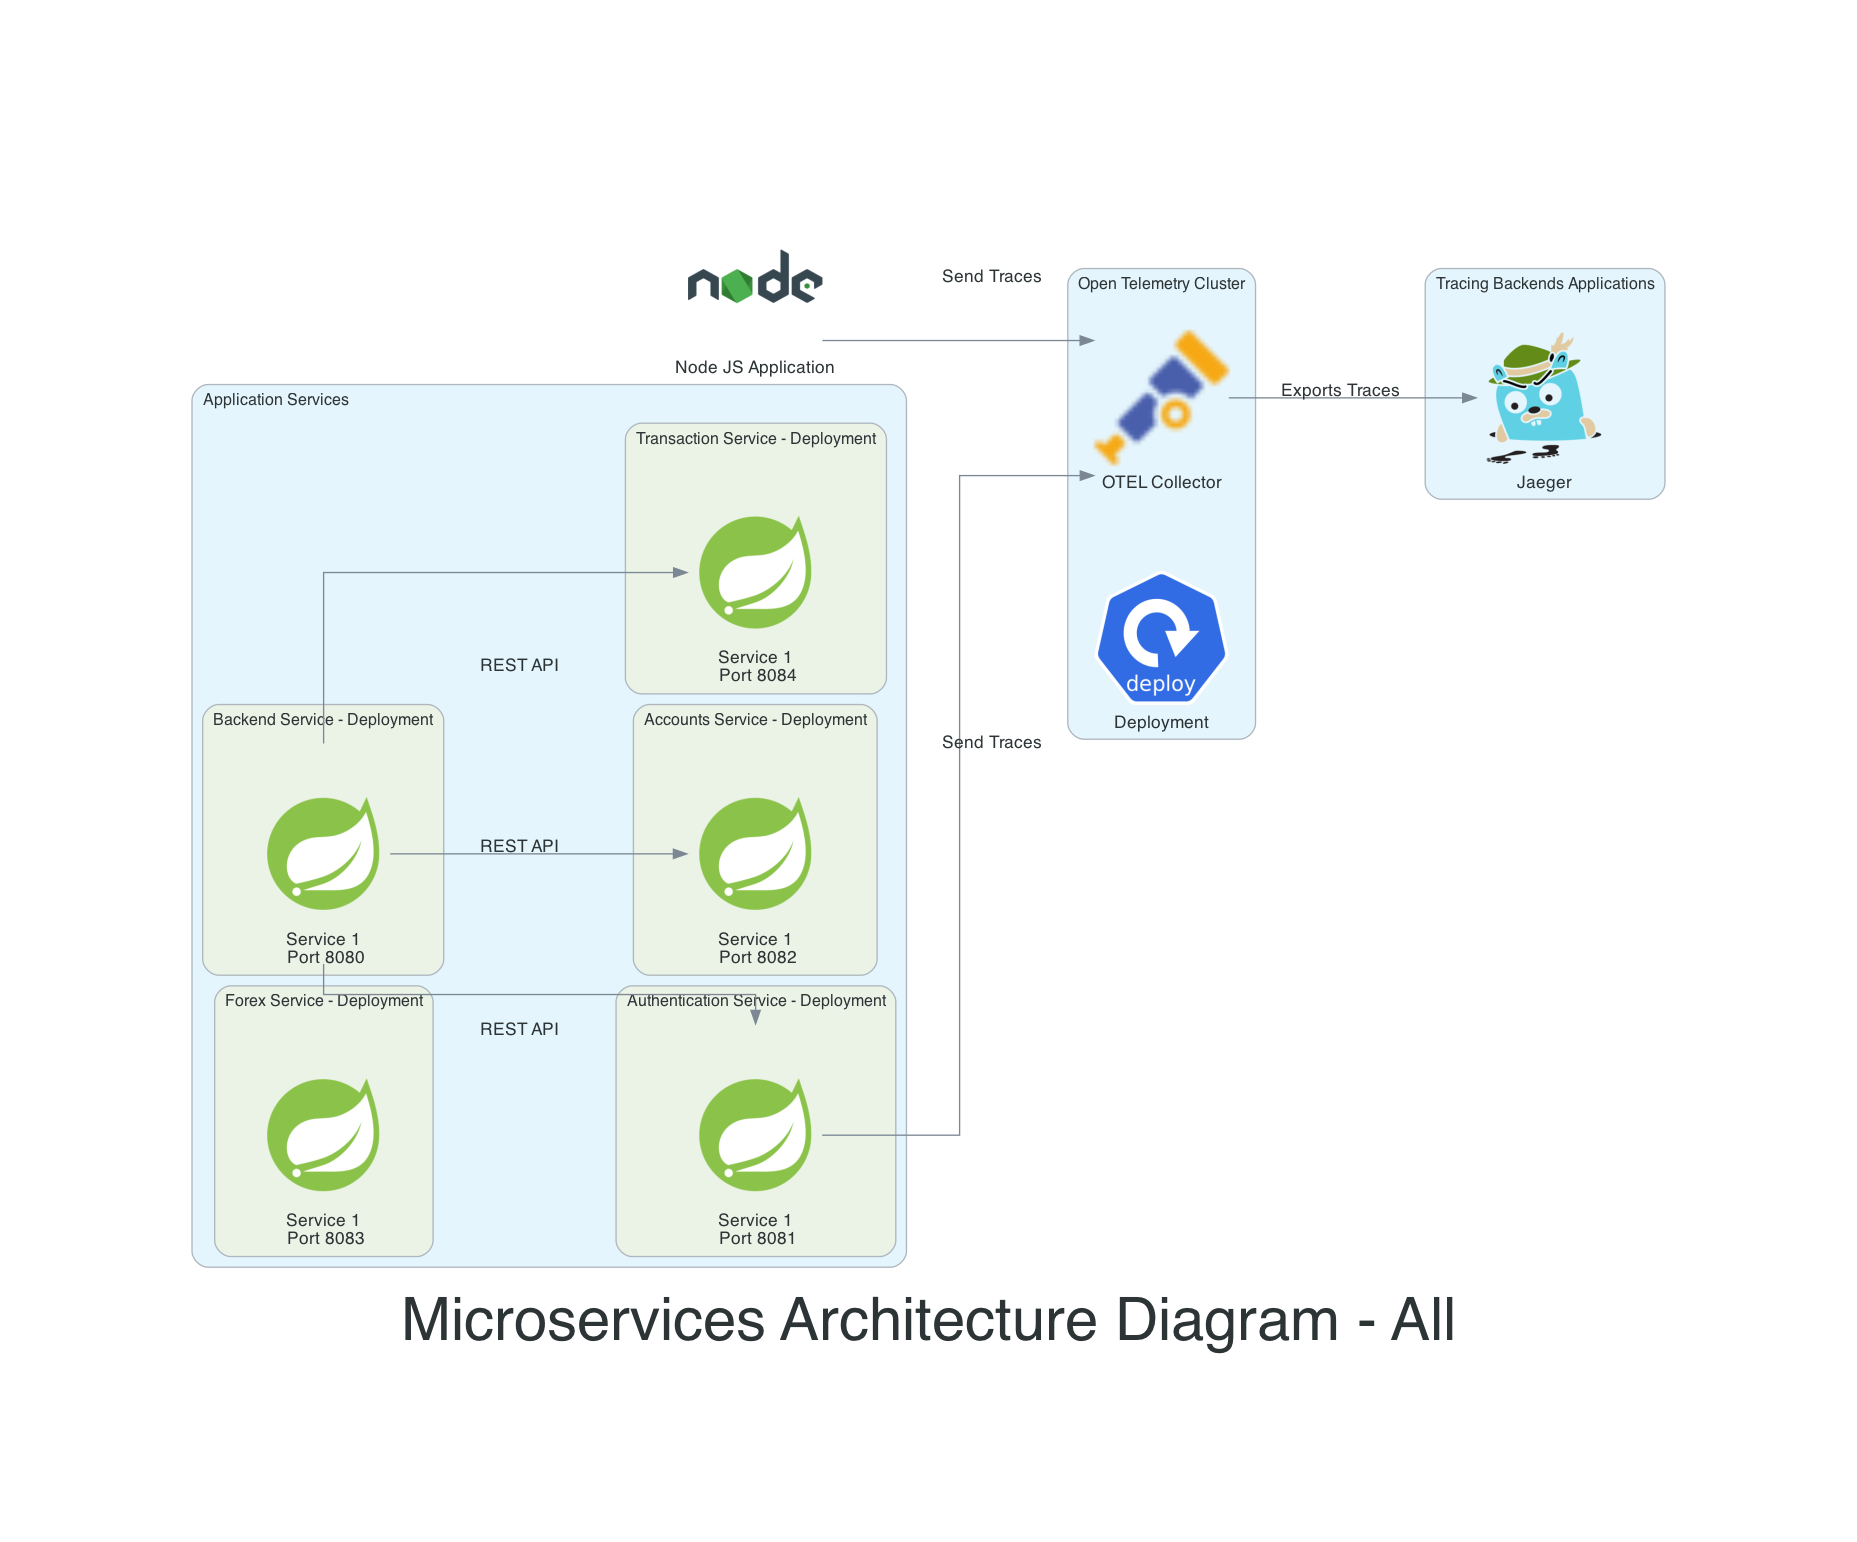 node
Send Traces
Open Telemetry Cluster
Tracing Backends Applications
Node JS Application
Exports Traces
Application Services
Transaction Service - Deployment
OTEL Collector
Jaeger
Service 1
Port 8084
REST API
deploy
Deployment
Backend Service - Deployment
Accounts Service - Deployment
Send Traces
REST API
Service 1
Port 8080
Service 1
Port 8082
Forex Service - Deployment
Authentication Service - Deployment
REST API
Service 1
Port 8083
Service 1
Port 8081
Microservices Architecture Diagram - All